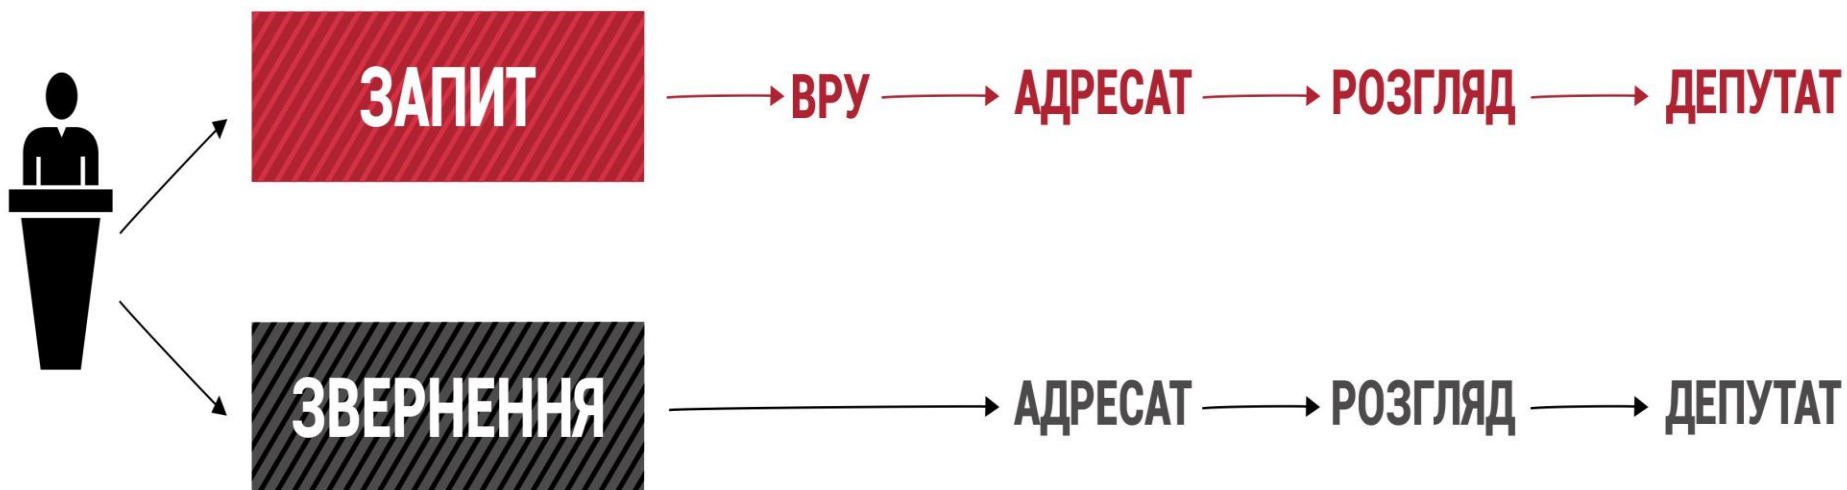 ЗАПИТ ВРУ АДРЕСАТ РОЗГЛЯД ДЕПУТАТ
ЗВЕРНЕННЯ АДРЕСАТ РОЗГЛЯД ДЕПУТАТ